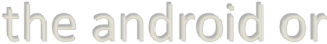 the android or